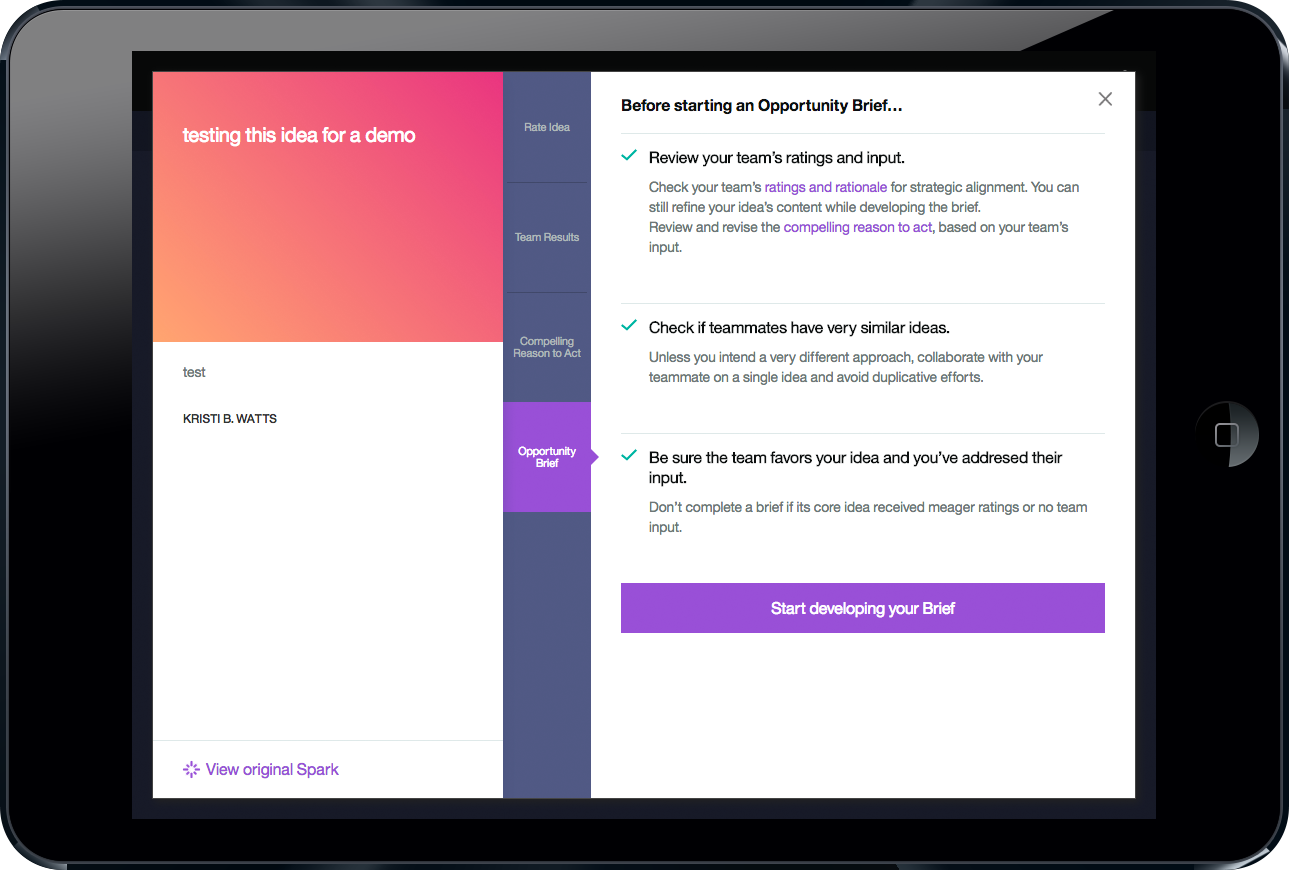 testing this idea for a demo
test
KRISTI B. WATTS
View original Spark
Rate Idea
Team Results
Compelling
Reason to Act
Opportunity
Brief
Before starting an Opportunity Brief...
Review your team's ratings and input.
Check your team's ratings and rationale for strategic alignment. You can
still refine your idea's content while developing the brief.
Review and revise the compelling reason to act, based on your team's
input.
Check if teammates have very similar ideas.
Unless you intend a very different approach, collaborate with your
teammate on a single idea and avoid duplicative efforts.
Be sure the team favors your idea and you've addresed their
input.
Don't complete a brief if its core idea received meager ratings or no team
input.
Start developing your Brief